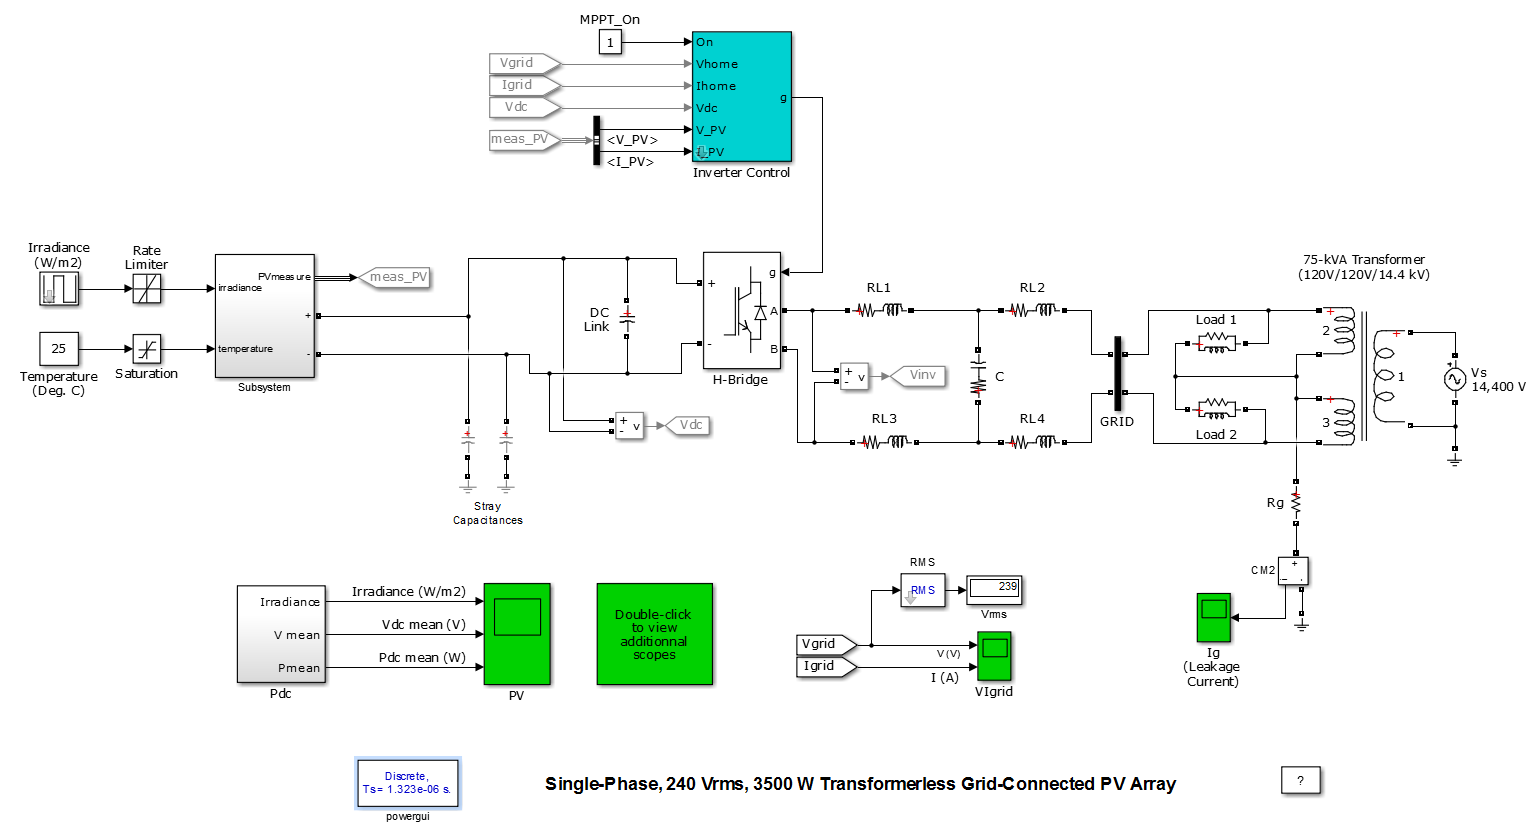 MPPT_On
1
On
Vgrid
Vhome
Igrid
Ihome
g
Vdc
Vdc
V_PV
meas_PV
<V_PV>
<I_PV>
Inverter Control
Irradiance
(W/m2)
Rate
Limiter
PVmeasure
irradiance
meas_PV
+
temperature
-
25
Temperature
(Deg. C)
Saturation
Subsystem
DC
Link
+
-
g
A
B
H-Bridge
RL1
RL2
RL3
RL4
C
+
-
v
Vinv
+
-
v
Vdc
Stray
Capacitances
GRID
Load 1
Load 2
75-kVA Transformer
(120V/120V/14.4 kV)
+
2
+
3
+
1
+
Vs
14,400 V
Rg
CM2
+
-
Ig
(Leakage
Current)
Irradiance
V mean
Pmean
Pdc
Irradiance (W/m2)
Vdc mean (V)
Pdc mean (W)
PV
Double-click
to view
additionnal
scopes
RMS
RMS
239
Vrms
Vgrid
Igrid
V (V)
I (A)
VIgrid
Discrete,
Ts = 1.323e-06 s.
powergui
Single-Phase, 240 Vrms, 3500 W Transformerless Grid-Connected PV Array
?